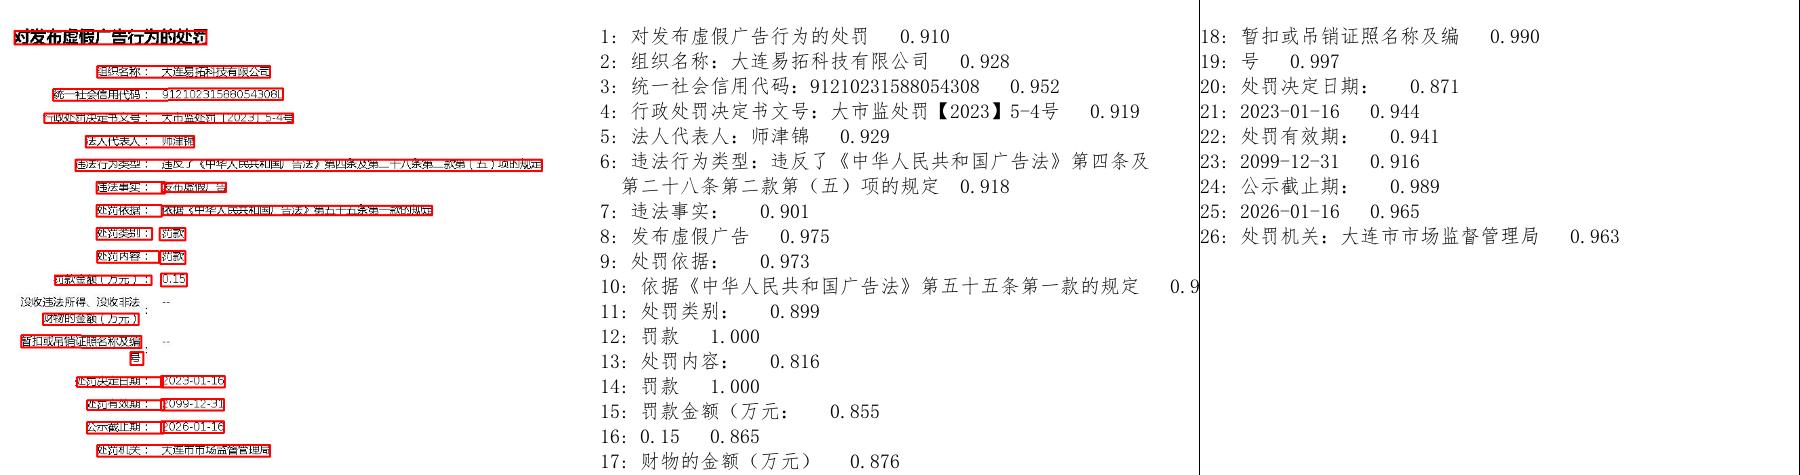 对发布虚假广告行为的处罚
组织名称： 大连易拓科技有限公司
统一社会信用代码： 91210231588054308L
行政处罚决定书文号： 大市监处罚【2023】5-4号
法人代表人： 师津锦
违法行为类型： 违反了《中华人民共和国广告法》第四条及第二十八条第二款第（五）项的规定
违法事实： 发布虚假广告
处罚依据： 依据《中华人民共和国广告法》第五十五条第一款的规定
处罚类别： 罚款
处罚内容： 罚款
罚款金额（万元）： 0.15
没收违法所得、没收非法
财物的金额（万元）： --
暂扣或吊销证照名称及编
号： --
处罚决定日期： 2023-01-16
处罚有效期： 2099-12-31
公示截止期： 2026-01-16
处罚机关： 大连市市场监督管理局
1: 对发布虚假广告行为的处罚 0.910
2: 组织名称：大连易拓科技有限公司 0.928
3: 统一社会信用代码：91210231588054308 0.952
4: 行政处罚决定书文号：大市监处罚【2023】5-4号 0.919
5: 法人代表人：师津锦 0.929
6: 违法行为类型：违反了《中华人民共和国广告法》第四条及
第二十八条第二款第（五）项的规定 0.918
7: 违法事实： 0.901
8: 发布虚假广告 0.975
9: 处罚依据： 0.973
10: 依据《中华人民共和国广告法》第五十五条第一款的规定 0.9
11: 处罚类别： 0.899
12: 罚款 1.000
13: 处罚内容： 0.816
14: 罚款 1.000
15: 罚款金额（万元： 0.855
16: 0.15 0.865
17: 财物的金额（万元） 0.876
18: 暂扣或吊销证照名称及编 0.990
19: 号 0.997
20: 处罚决定日期： 0.871
21: 2023-01-16 0.944
22: 处罚有效期： 0.941
23: 2099-12-31 0.916
24: 公示截止期： 0.989
25: 2026-01-16 0.965
26: 处罚机关：大连市市场监督管理局 0.963